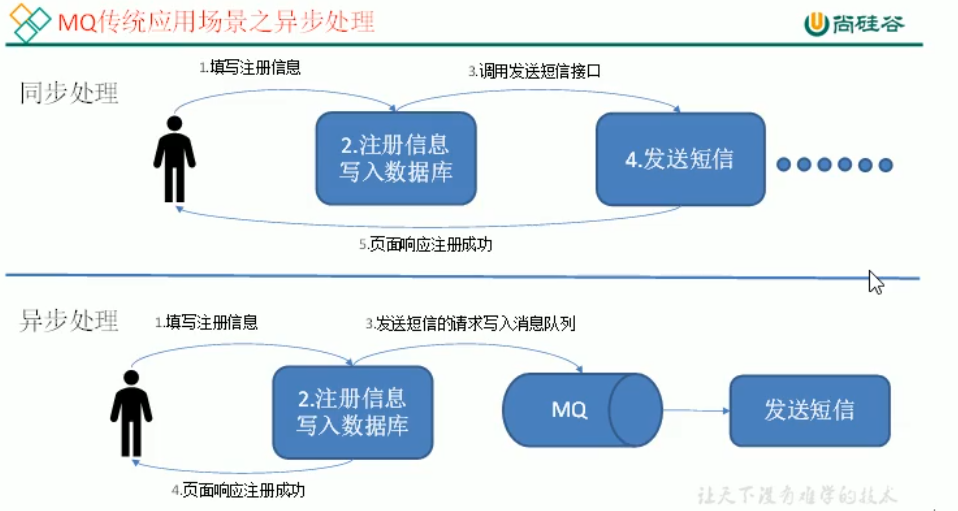 MQ传统应用场景之异步处理
尚硅谷
同步处理
1.填写注册信息
3.调用发送短信接口
2.注册信息
写入数据库
4.发送短信
5.页面响应注册成功
异步处理
1.填写注册信息
3.发送短信的请求写入消息队列
2.注册信息
写入数据库
MQ
发送短信
4.页面响应注册成功
让天下没有难学的技术